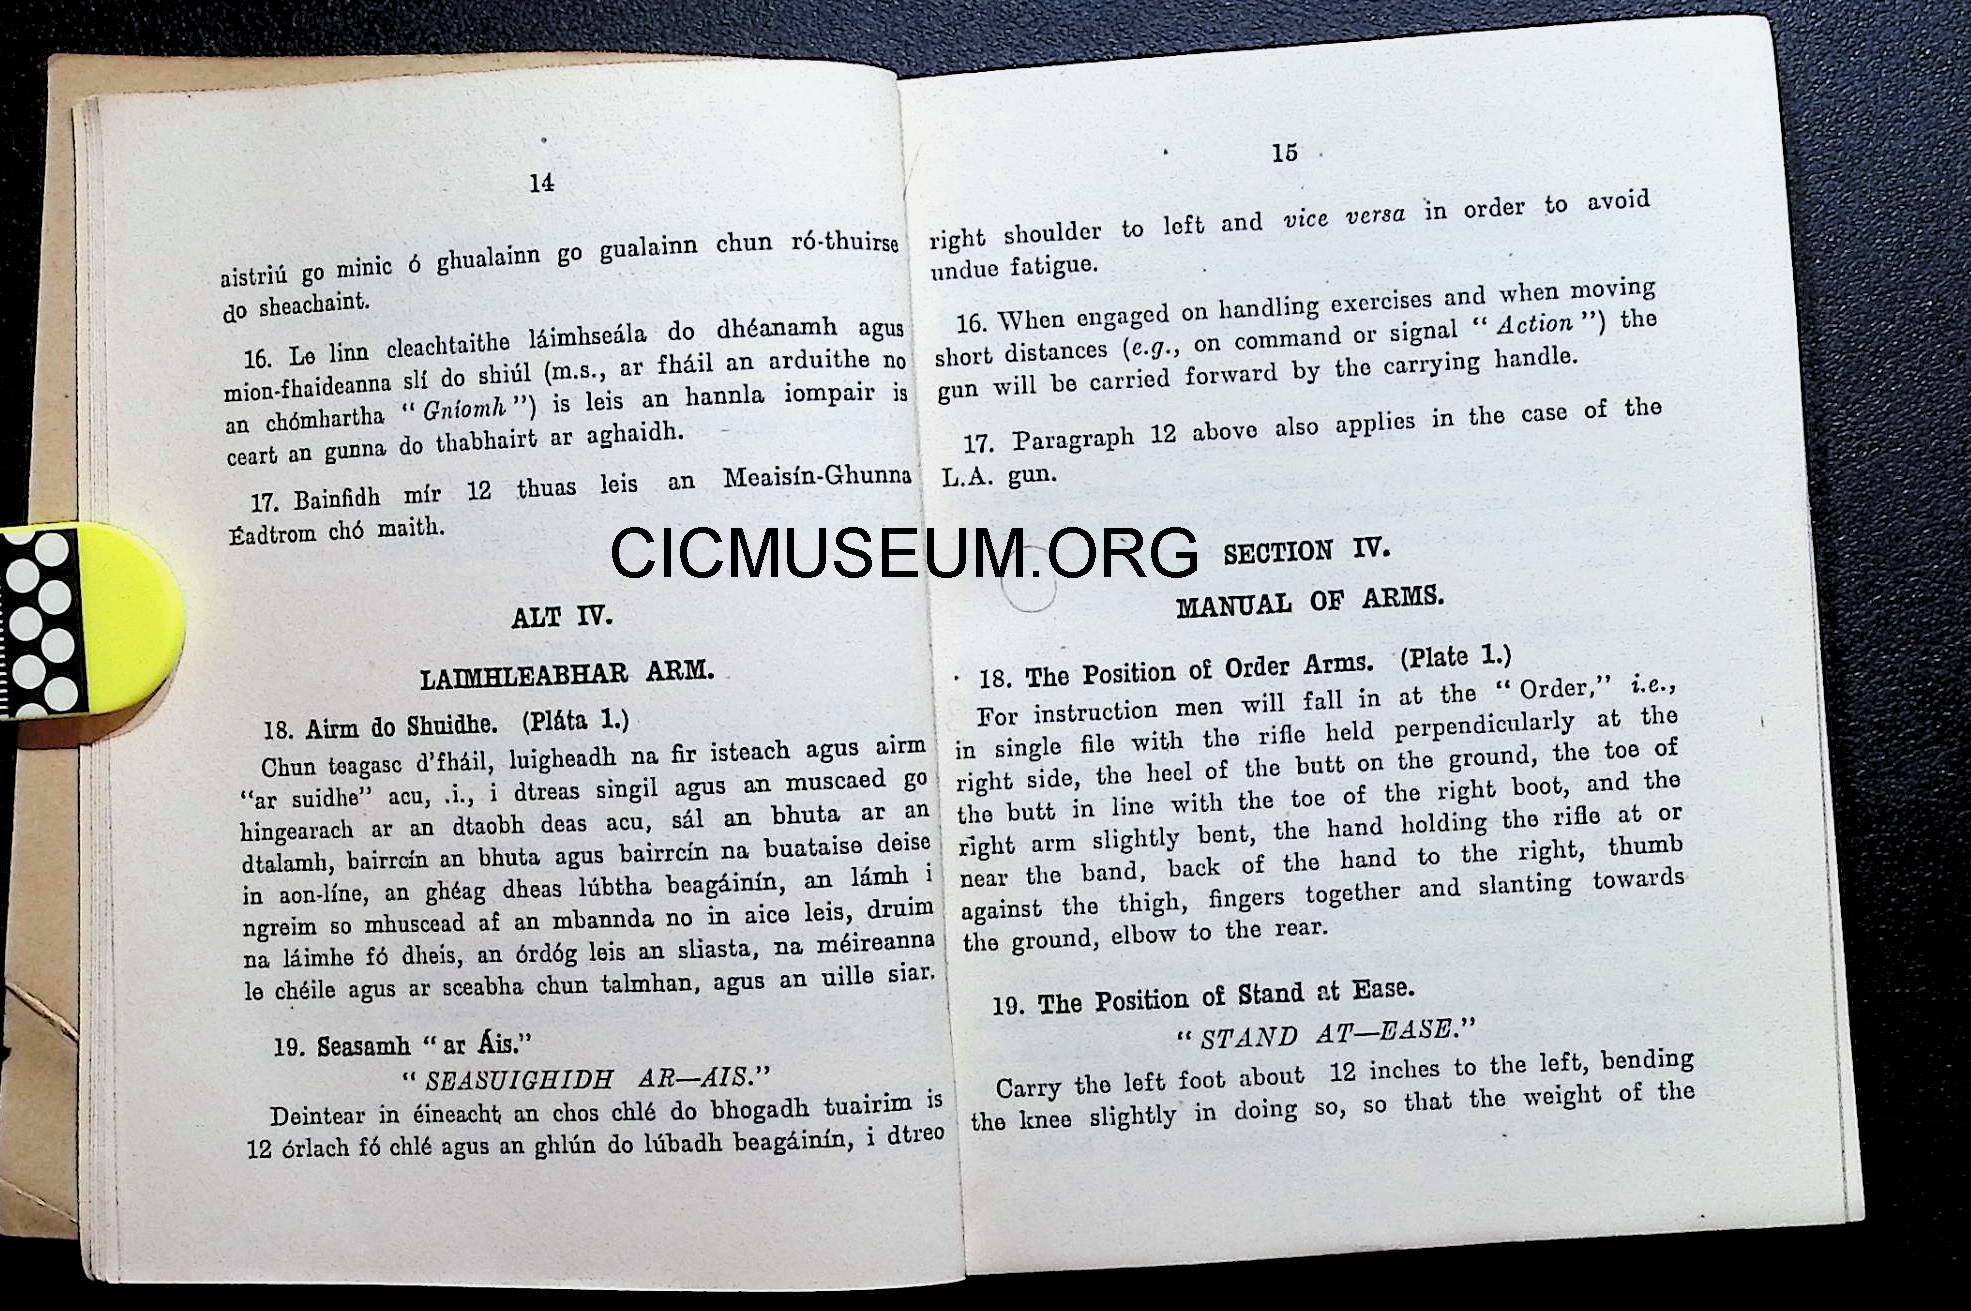 14
aistriú go minic ó ghualainn go gualainn chun ró-thuirse
do sheachaint.
16. Le linn cleachtaithe láimhseála do dhéanamh agus
mion-fhaideanna slí do shiúl (m.s., ar fháil an arduithe no
an chómhartha “ Gníomh ”) is leis an hannla iompair is
ceart an gunna do thabhairt ar aghaidh.
17. Bainfidh mír 12 thuas leis an Meaisín-Ghunna
Éadtrom chó maith.
ALT IV.
LAIMHLEABHAR ARM.
18. Airm do Shuidhe. (Pláta 1.)
Chun teagasc d’fháil, luigheadh na fir isteach agus airm
“ar suidhe” acu, .i., i dtreas singil agus an muscaed go
hingearach ar an dtaobh deas acu, sál an bhuta ar an
dtalamh, bairrcín an bhuta agus bairrcín na buataise deise
in aon-líne, an ghéag dheas lúbtha beagáinín, an lámh i
ngreim so mhuscead af an mbannda no in aice leis, druim
na láimhe fó dheis, an órdóg leis an sliasta, na méireanna
le chéile agus ar sceabha chun talmhan, agus an uille siar.
19. Seasamh “ ar Áis.”
“ SEASUIGHIDH AR—AIS.”
Deintear in éineacht an chos chlé do bhogadh tuairim is
12 órlach fó chlé agus an ghlún do lúbadh beagáinín, i dtreo
15
right shoulder to left and vice versa in order to avoid
undue fatigue.
16. When engaged on handling exercises and when moving
short distances (e.g., on command or signal “ Action ”) the
gun will be carried forward by the carrying handle.
17. Paragraph 12 above also applies in the case of the
L.A. gun.
CICMUSEUM.ORG
SECTION IV.
MANUAL OF ARMS.
18. The Position of Order Arms. (Plate 1.)
For instruction men will fall in at the “ Order,” i.e.,
in single file with the rifle held perpendicularly at the
right side, the heel of the butt on the ground, the toe of
the butt in line with the toe of the right boot, and the
right arm slightly bent, the hand holding the rifle at or
near the band, back of the hand to the right, thumb
against the thigh, fingers together and slanting towards
the ground, elbow to the rear.
19. The Position of Stand at Ease.
“ STAND AT—EASE.”
Carry the left foot about 12 inches to the left, bending
the knee slightly in doing so, so that the weight of the